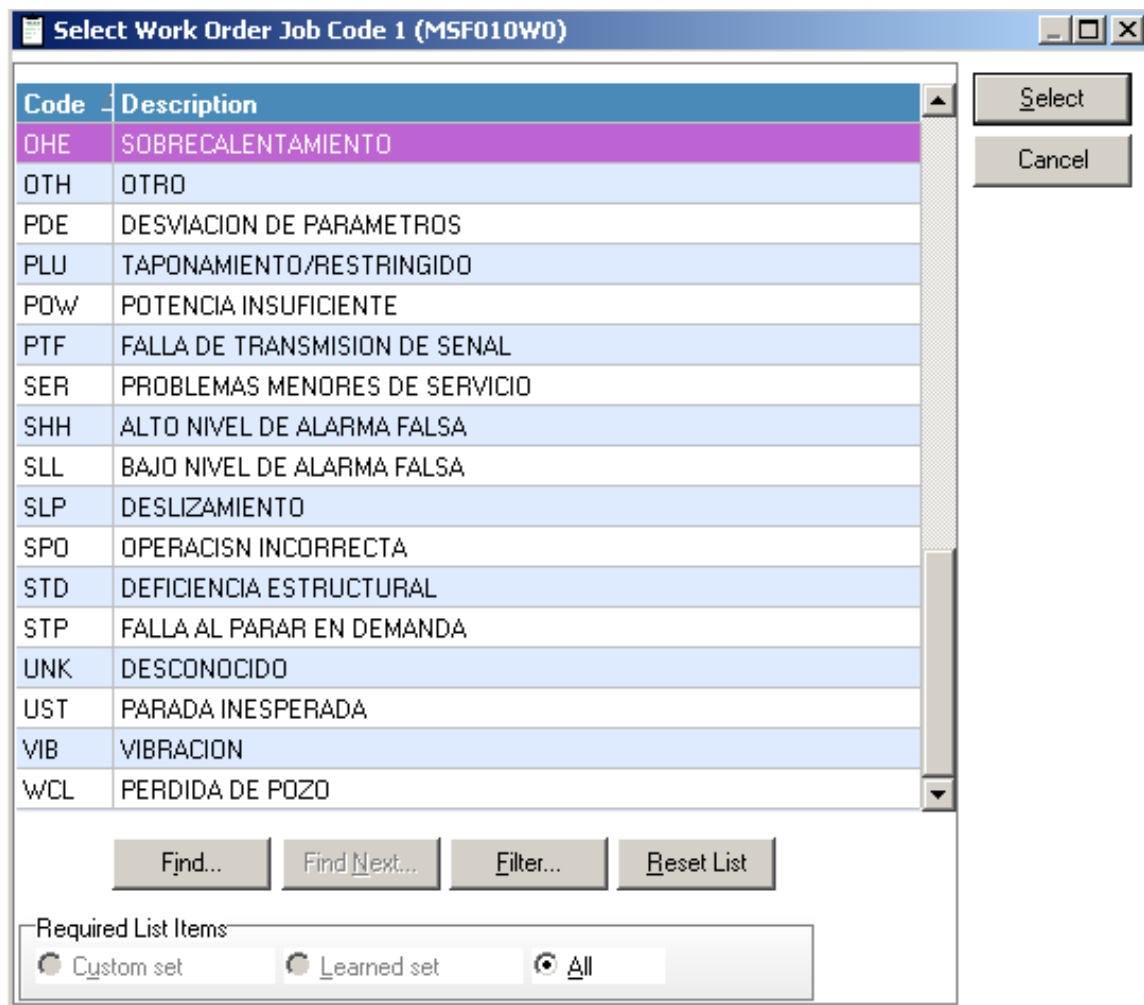 Select Work Order Job Code 1 (MSF010W0)
Code Description
Select
OHE SOBRECALENTAMIENTO
Cancel
OTH OTRO
PDE DESVIACION DE PARAMETROS
PLU TAPONAMIENTO/RESTRINGIDO
POW POTENCIA INSUFICIENTE
PTF FALLA DE TRANSMISION DE SENAL
SER PROBLEMAS MENORES DE SERVICIO
SHH ALTO NIVEL DE ALARMA FALSA
SLL BAJO NIVEL DE ALARMA FALSA
SLP DESLIZAMIENTO
SPO OPERACISN INCORRECTA
STD DEFICIENCIA ESTRUCTURAL
STP FALLA AL PARAR EN DEMANDA
UNK DESCONOCIDO
UST PARADA INESPERADA
VIB VIBRACION
WCL PERDIDA DE POZO
Find... Find Next... Filter... Reset List
Required List Items
Custom set Learned set All